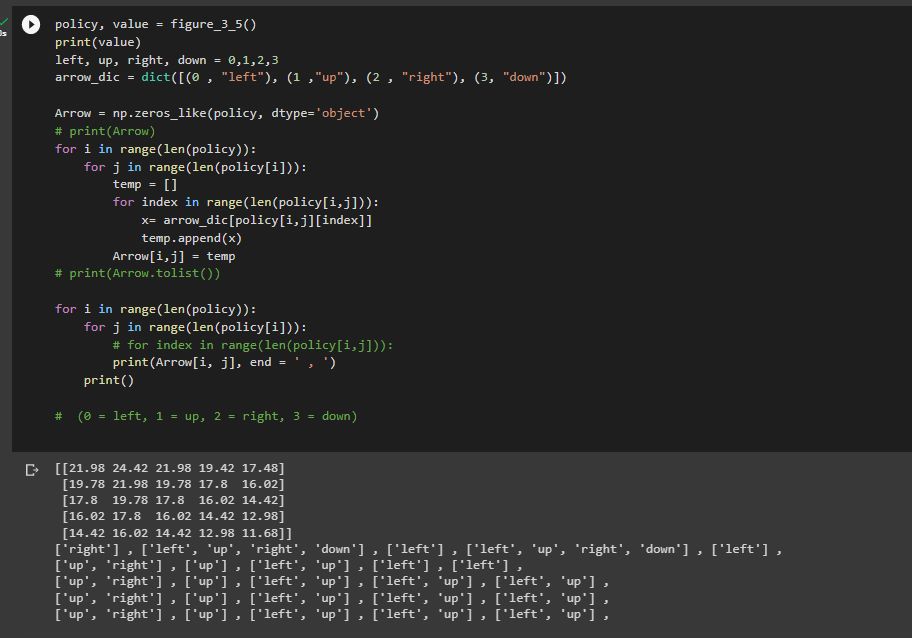 s
policy, value = figure_3_5()
print(value)
left, up, right, down = 0,1,2,3
arrow_dic = dict([(0 , "left"), (1 ,"up"), (2 , "right"), (3, "down")])
Arrow = np.zeros_like(policy, dtype='object')
# print(Arrow)
for i in range(len(policy)):
    for j in range(len(policy[i])):
        temp = []
        for index in range(len(policy[i,j])):
            x= arrow_dic[policy[i,j][index]]
            temp.append(x)
        Arrow[i,j] = temp
# print(Arrow.tolist())
for i in range(len(policy)):
    for j in range(len(policy[i])):
        # for index in range(len(policy[i,j])):
        print(Arrow[i, j], end = ' , ')
    print()
#  (0 = left, 1 = up, 2 = right, 3 = down)
[[21.98 24.42 21.98 19.42 17.48]
 [19.78 21.98 19.78 17.8  16.02]
 [17.8  19.78 17.8  16.02 14.42]
 [16.02 17.8  16.02 14.42 12.98]
 [14.42 16.02 14.42 12.98 11.68]]
['right'] , ['left', 'up', 'right', 'down'] , ['left'] , ['left', 'up', 'right', 'down'] , ['left'] ,
['up', 'right'] , ['up'] , ['left', 'up'] , ['left'] , ['left'] ,
['up', 'right'] , ['up'] , ['left', 'up'] , ['left', 'up'] , ['left', 'up'] ,
['up', 'right'] , ['up'] , ['left', 'up'] , ['left', 'up'] , ['left', 'up'] ,
['up', 'right'] , ['up'] , ['left', 'up'] , ['left', 'up'] , ['left', 'up'] ,